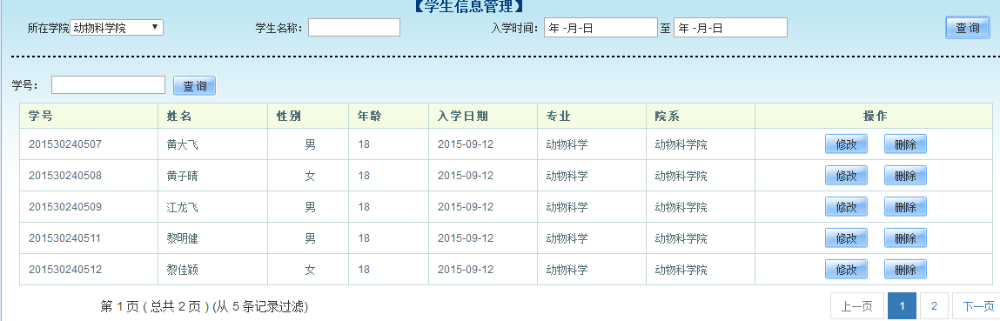 【学生信息管理】
所在学院 动物科学院 学生名称: 入学时间: 年 -月-日 至 年 -月-日 查询
学号： 查询
学号 姓名 性别 年龄 入学日期 专业 院系 操作
201530240507 黄大飞 男 18 2015-09-12 动物科学 动物科学院 修改 删除
201530240508 黄子晴 女 18 2015-09-12 动物科学 动物科学院 修改 删除
201530240509 江龙飞 男 18 2015-09-12 动物科学 动物科学院 修改 删除
201530240511 黎明健 男 18 2015-09-12 动物科学 动物科学院 修改 删除
201530240512 黎佳颖 女 18 2015-09-12 动物科学 动物科学院 修改 删除
第 1 页 ( 总共 2 页 ) (从 5 条记录过滤) 上一页 1 2 下一页